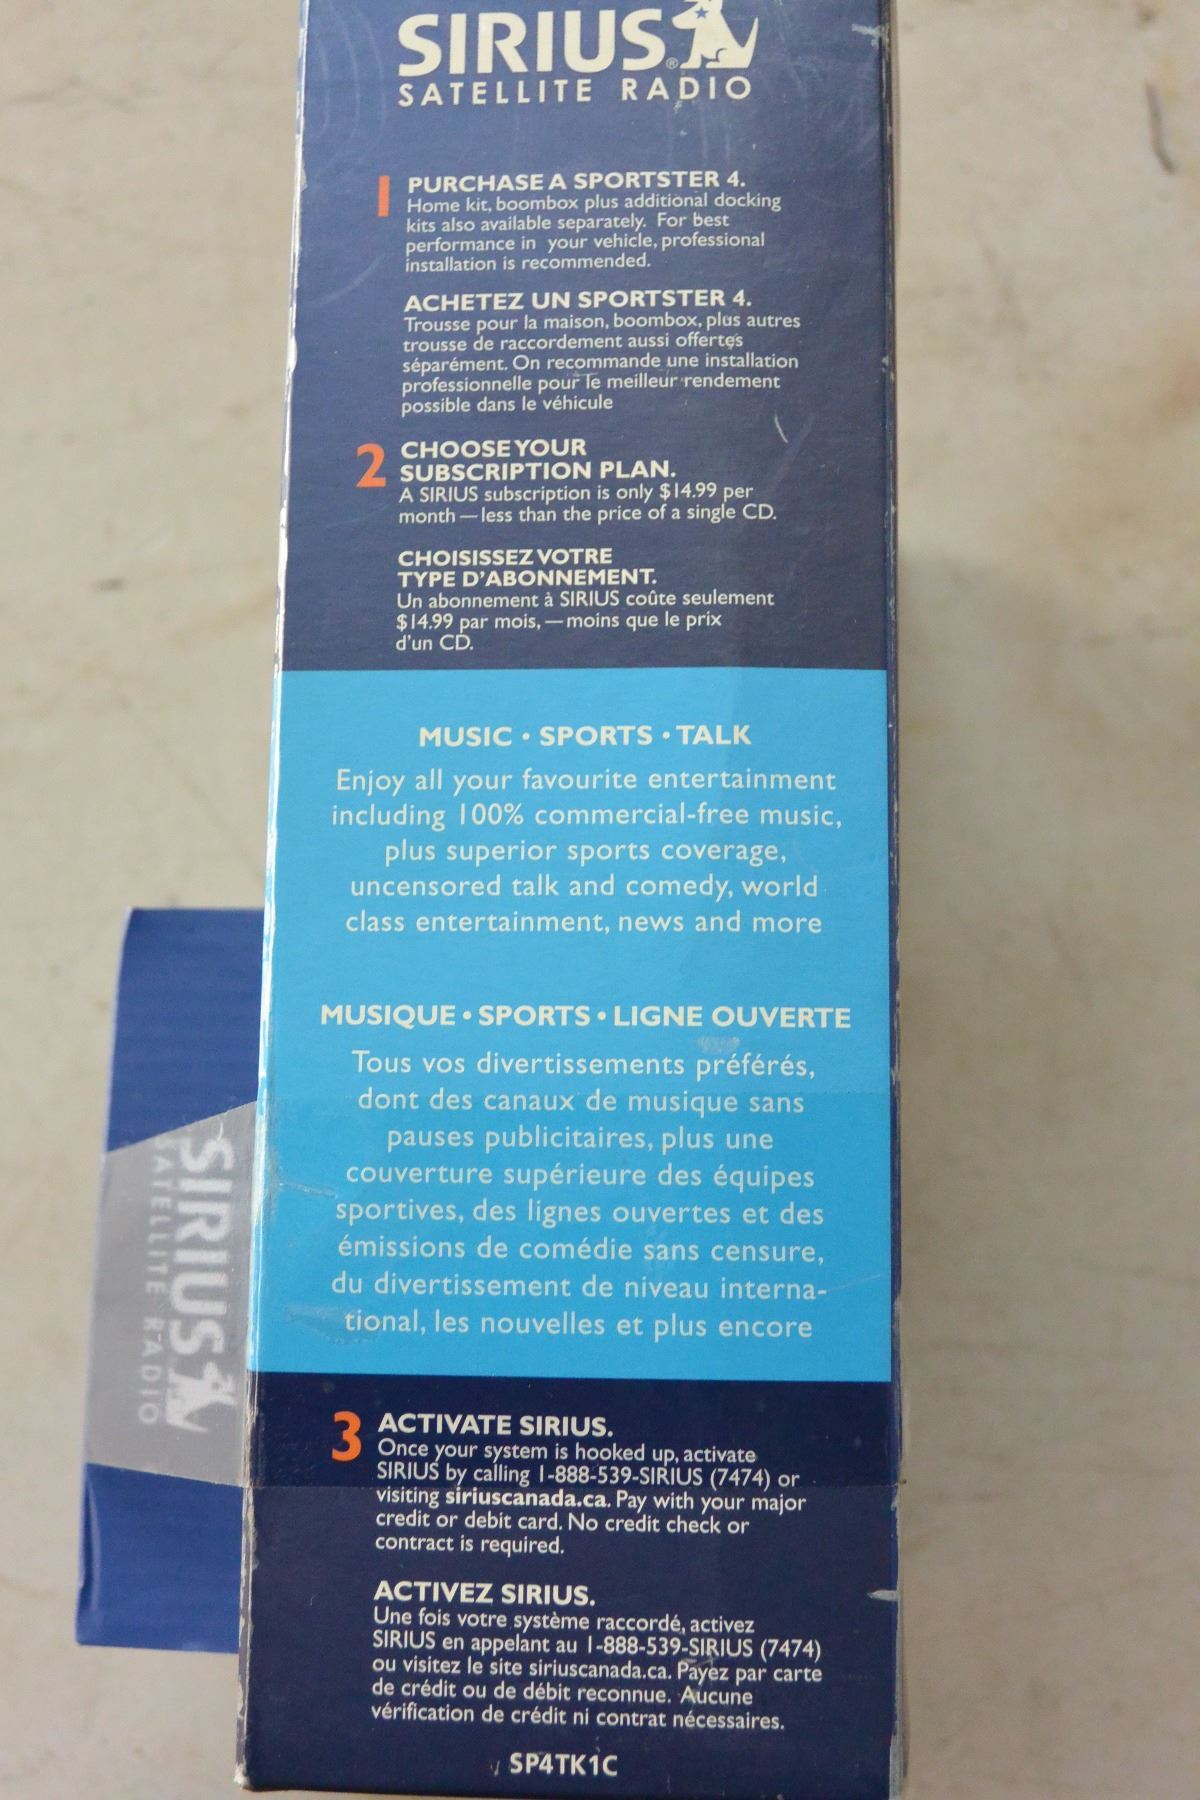 SIRIUS®
SATELLITE RADIO
1 PURCHASE A SPORTSTER 4.
Home kit, boombox plus additional docking
kits also available separately. For best
performance in your vehicle, professional
installation is recommended.
ACHETEZ UN SPORTSTER 4.
Trousse pour la maison, boombox, plus autres
trousse de raccordement aussi offertes
séparément. On recommande une installation
professionnelle pour le meilleur rendement
possible dans le véhicule
2 CHOOSE YOUR
SUBSCRIPTION PLAN.
A SIRIUS subscription is only $14.99 per
month — less than the price of a single CD.
CHOISISSEZ VOTRE
TYPE D'ABONNEMENT.
Un abonnement à SIRIUS coûte seulement
$14.99 par mois, — moins que le prix
d'un CD.
MUSIC • SPORTS • TALK
Enjoy all your favourite entertainment
including 100% commercial-free music,
plus superior sports coverage,
uncensored talk and comedy, world
class entertainment, news and more
MUSIQUE • SPORTS • LIGNE OUVERTE
Tous vos divertissements préférés,
dont des canaux de musique sans
pauses publicitaires, plus une
couverture supérieure des équipes
sportives, des lignes ouvertes et des
émissions de comédie sans censure,
du divertissement de niveau interna-
tional, les nouvelles et plus encore
3 ACTIVATE SIRIUS.
Once your system is hooked up, activate
SIRIUS by calling 1-888-539-SIRIUS (7474) or
visiting siriuscanada.ca. Pay with your major
credit or debit card. No credit check or
contract is required.
ACTIVEZ SIRIUS.
Une fois votre système raccordé, activez
SIRIUS en appelant au 1-888-539-SIRIUS (7474)
ou visitez le site siriuscanada.ca. Payez par carte
de crédit ou de débit reconnue. Aucune
vérification de crédit ni contrat nécessaires.
SP4TK1C
SIRIUS
SATELLITE RADIO